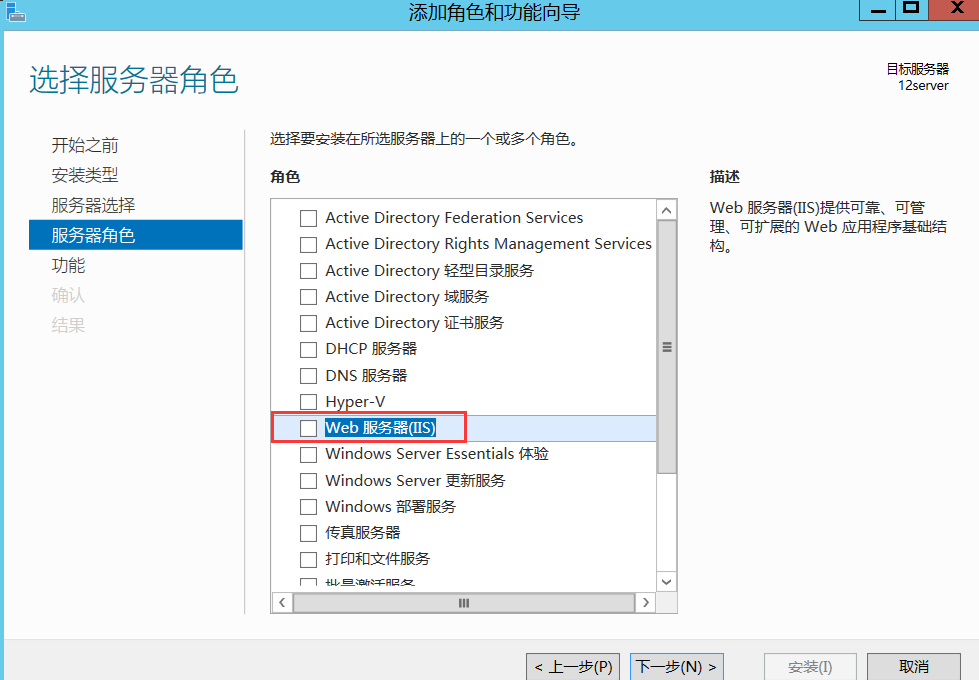 添加角色和功能向导
选择服务器角色
目标服务器
12server
开始之前
安装类型
服务器选择
服务器角色
功能
确认
结果
选择要安装在所选服务器上的一个或多个角色。
角色
Active Directory Federation Services
Active Directory Rights Management Services
Active Directory 轻型目录服务
Active Directory 域服务
Active Directory 证书服务
DHCP 服务器
DNS 服务器
Hyper-V
Web 服务器(IIS)
Windows Server Essentials 体验
Windows Server 更新服务
Windows 部署服务
传真服务器
打印和文件服务
批量激活服务
描述
Web 服务器(IIS)提供可靠、可管
理、可扩展的 Web 应用程序基础结
构。
< 上一步(P)
下一步(N) >
安装(I)
取消